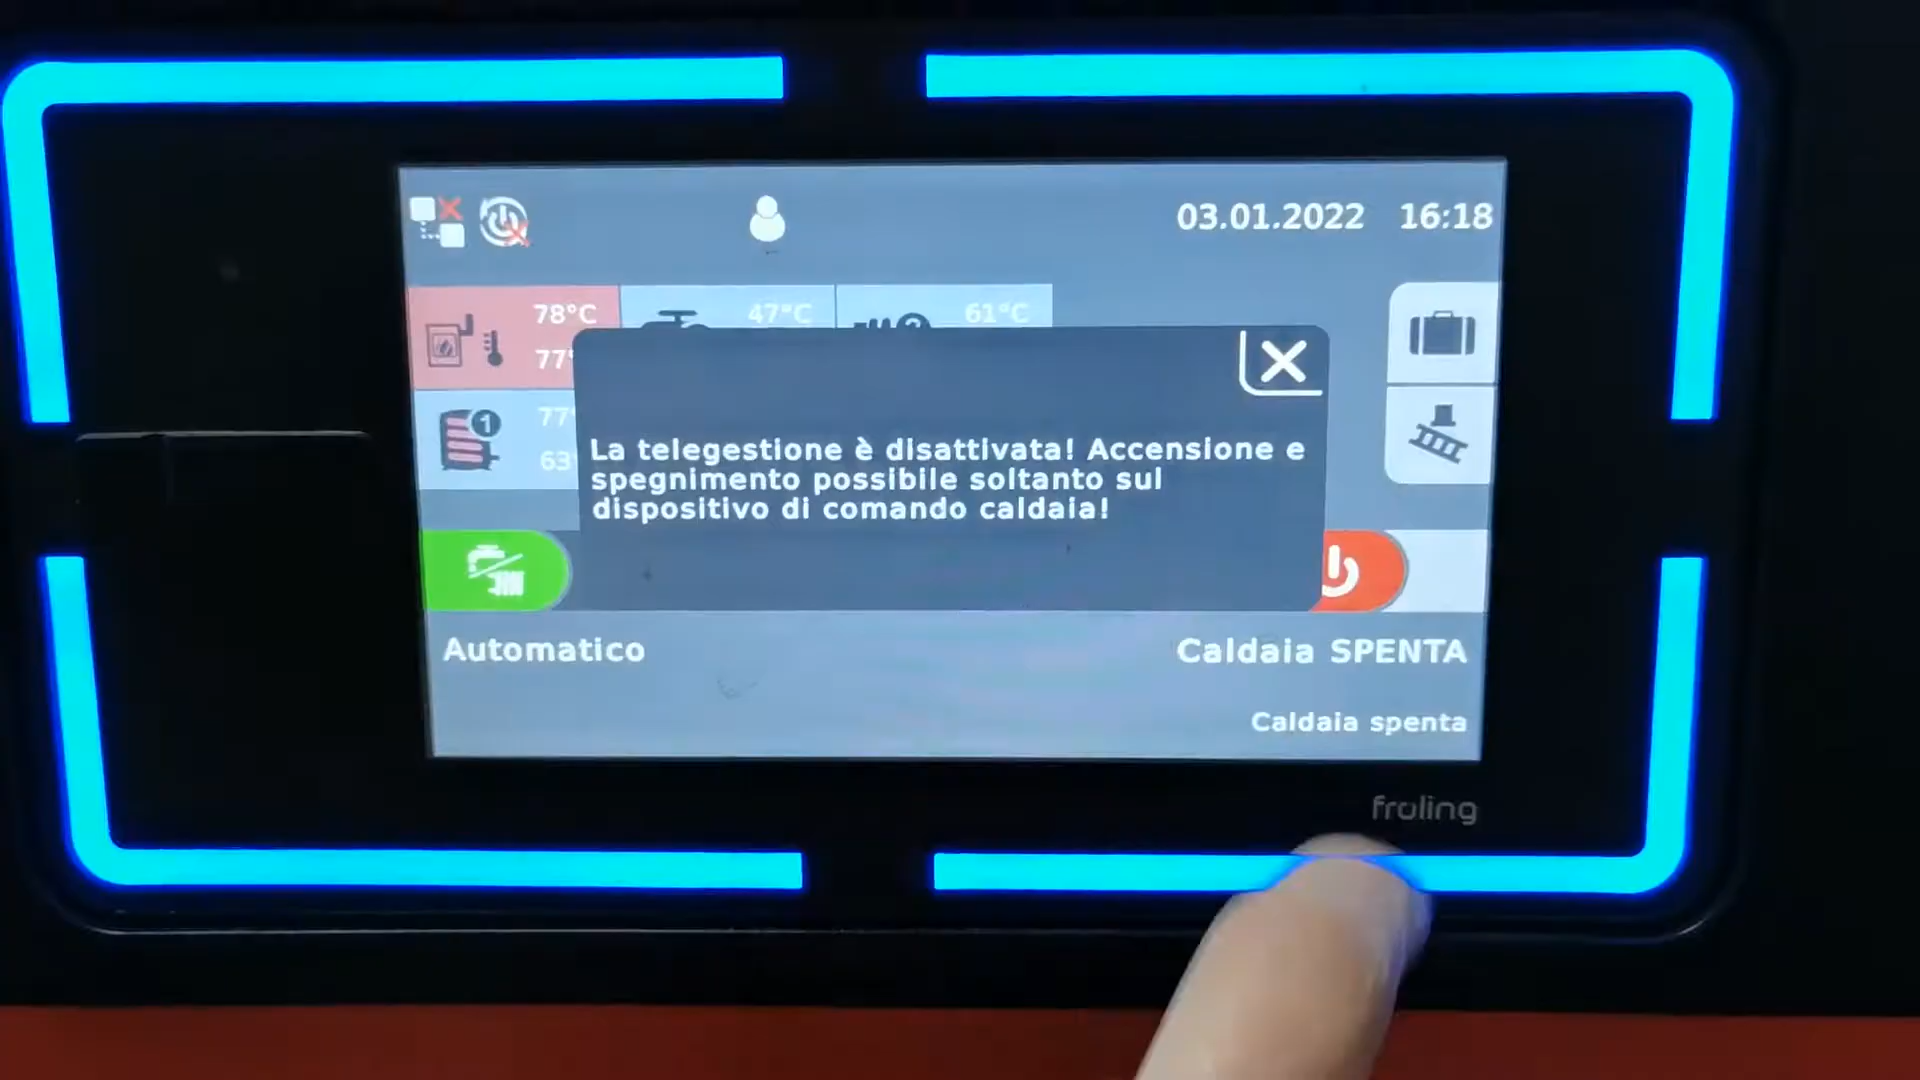 03.01.2022 16:18
78°C 47°C 61°C
77°
1 77°
63
La telegestione è disattivata! Accensione e
spegnimento possibile soltanto sul
dispositivo di comando caldaia!
Automatico
Caldaia SPENTA
Caldaia spenta
froling